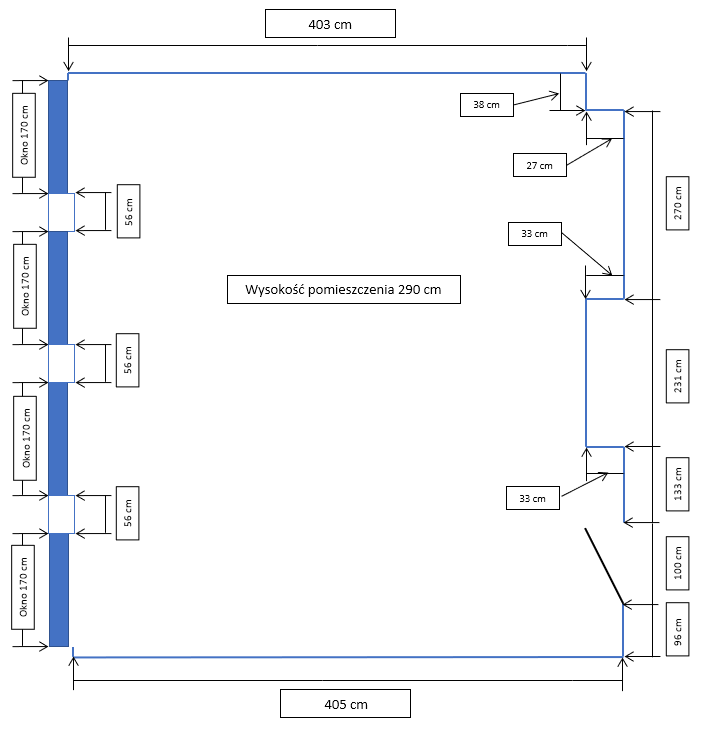 403 cm
38 cm
Okno 170 cm
27 cm
270 cm
56 cm
33 cm
Okno 170 cm
Wysokość pomieszczenia 290 cm
56 cm
231 cm
Okno 170 cm
133 cm
33 cm
56 cm
100 cm
Okno 170 cm
96 cm
405 cm